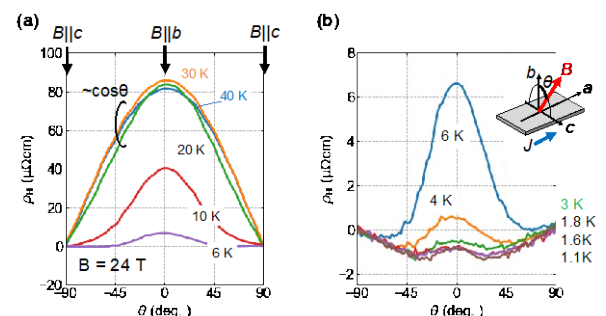 (a)
B||c
B||b
B||c
100
80
60
40
20
0
−20
ρH (μΩcm)
~cosθ
30 K
40 K
20 K
10 K
6 K
B = 24 T
−90
−45
0
45
90
θ (deg.)
(b)
8
6
4
2
0
−2
ρH (μΩcm)
6 K
4 K
3 K
1.8 K
1.6K
1.1K
b
θ
B
a
c
J
−90
−45
0
45
90
θ (deg.)